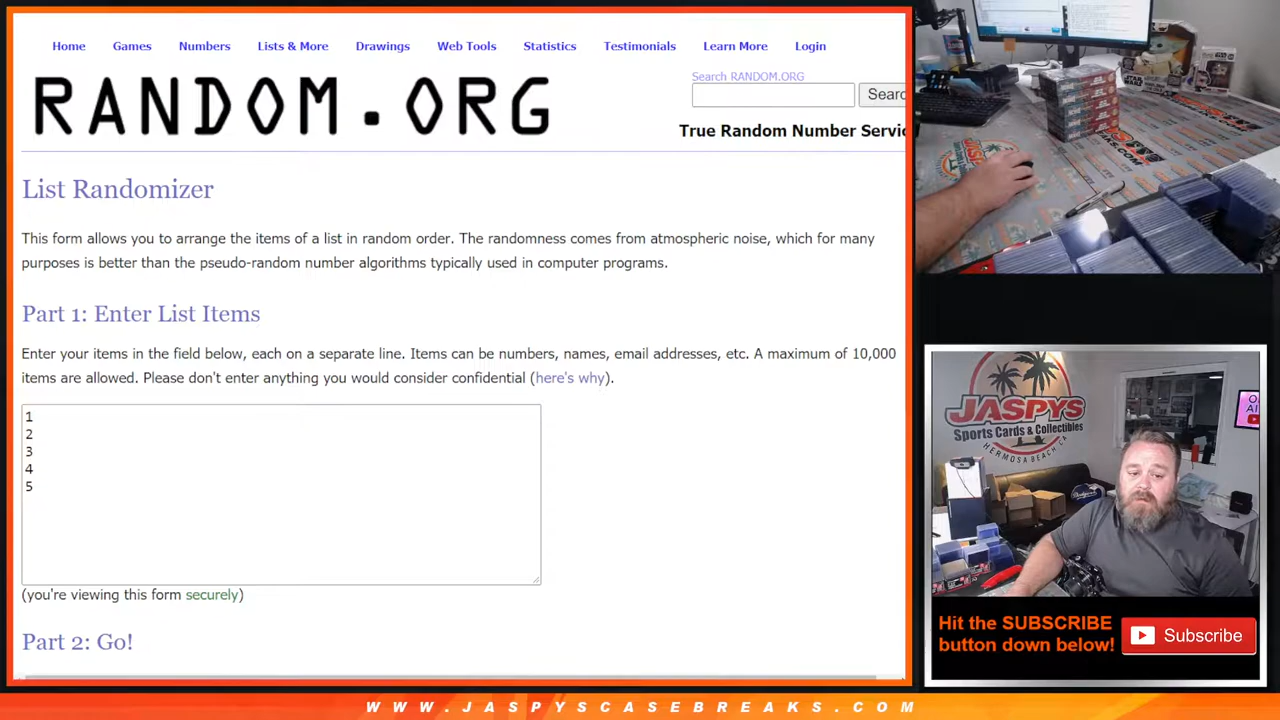 Home Games Numbers Lists & More Drawings Web Tools Statistics Testimonials Learn More Login
RANDOM.ORG
Search RANDOM.ORG
Searc
True Random Number Servic
List Randomizer
This form allows you to arrange the items of a list in random order. The randomness comes from atmospheric noise, which for many
purposes is better than the pseudo-random number algorithms typically used in computer programs.
Part 1: Enter List Items
Enter your items in the field below, each on a separate line. Items can be numbers, names, email addresses, etc. A maximum of 10,000
items are allowed. Please don't enter anything you would consider confidential (here's why).
1
2
3
4
5
(you're viewing this form securely)
Part 2: Go!
STAR
WARS
JASPYS
Sports Cards & Collectibles
HERMOSA BEACH, CA
Dodgers
Hit the SUBSCRIBE
button down below!
Subscribe
WWW.JASPYSCASEBREAKS.COM